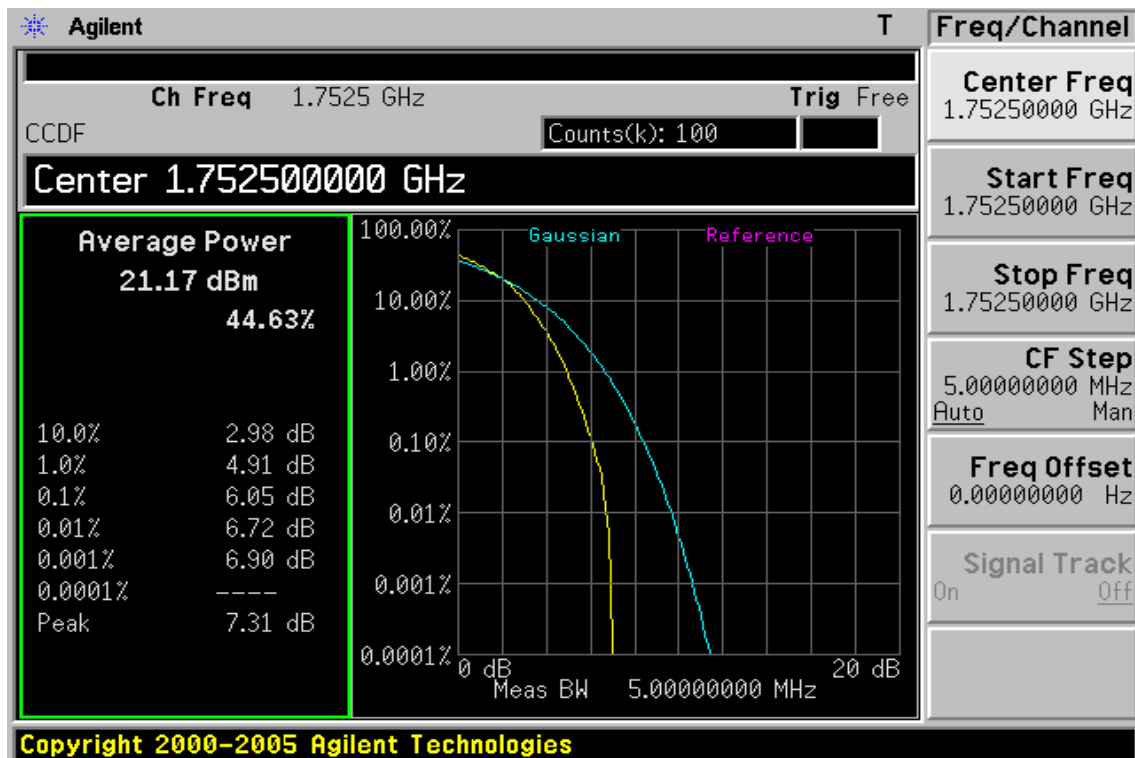 Agilent T
Freq/Channel
Ch Freq 1.7525 GHz Trig Free
CCDF Counts(k): 100
Center 1.75250000 GHz
Average Power
21.17 dBm
44.63%
10.0% 2.98 dB
1.0% 4.91 dB
0.1% 6.05 dB
0.01% 6.72 dB
0.001% 6.90 dB
0.0001% ----
Peak 7.31 dB
Gaussian Reference
100.00%
10.00%
1.00%
0.10%
0.01%
0.001%
0.0001%
0 dB 20 dB
Meas BW 5.00000000 MHz
Center Freq
1.75250000 GHz
Start Freq
1.75250000 GHz
Stop Freq
1.75250000 GHz
CF Step
5.00000000 MHz
Auto Man
Freq Offset
0.00000000 Hz
Signal Track
On Off
Copyright 2000-2005 Agilent Technologies